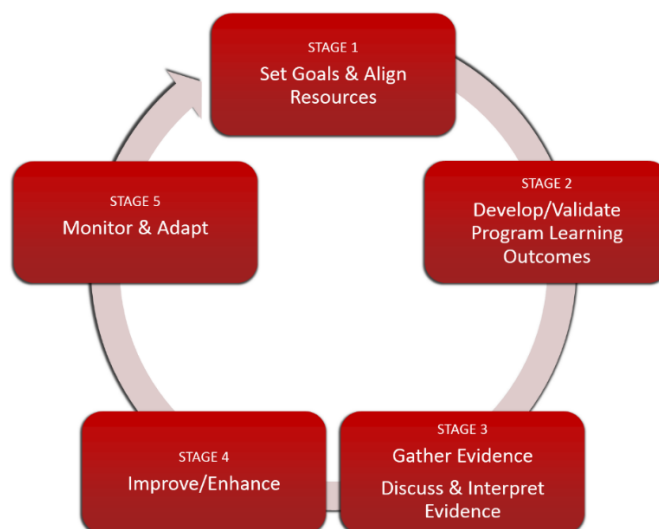 STAGE 1
Set Goals & Align
Resources
STAGE 2
Develop/Validate
Program Learning
Outcomes
STAGE 3
Gather Evidence
Discuss & Interpret
Evidence
STAGE 4
Improve/Enhance
STAGE 5
Monitor & Adapt